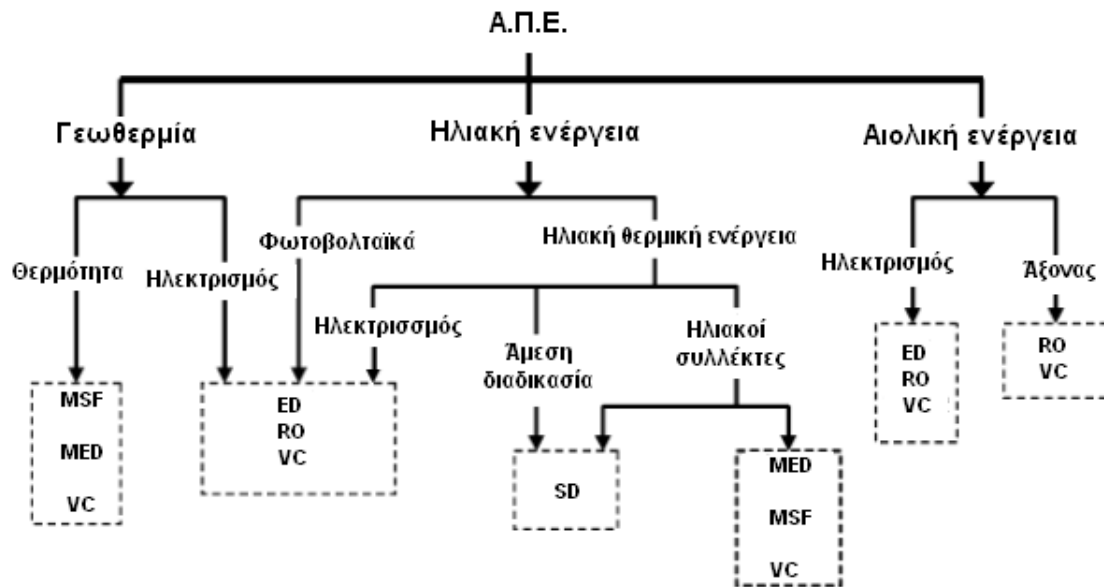 Α.Π.Ε.
Γεωθερμία
Ηλιακή ενέργεια
Αιολική ενέργεια
Θερμότητα
Ηλεκτρισμός
Φωτοβολταϊκά
Ηλιακή θερμική ενέργεια
Ηλεκτρισσμός
Άμεση
διαδικασία
Ηλιακοί
συλλέκτες
Ηλεκτρισμός
Άξονας
MSF
MED
VC
ED
RO
VC
SD
MED
MSF
VC
ED
RO
VC
RO
VC